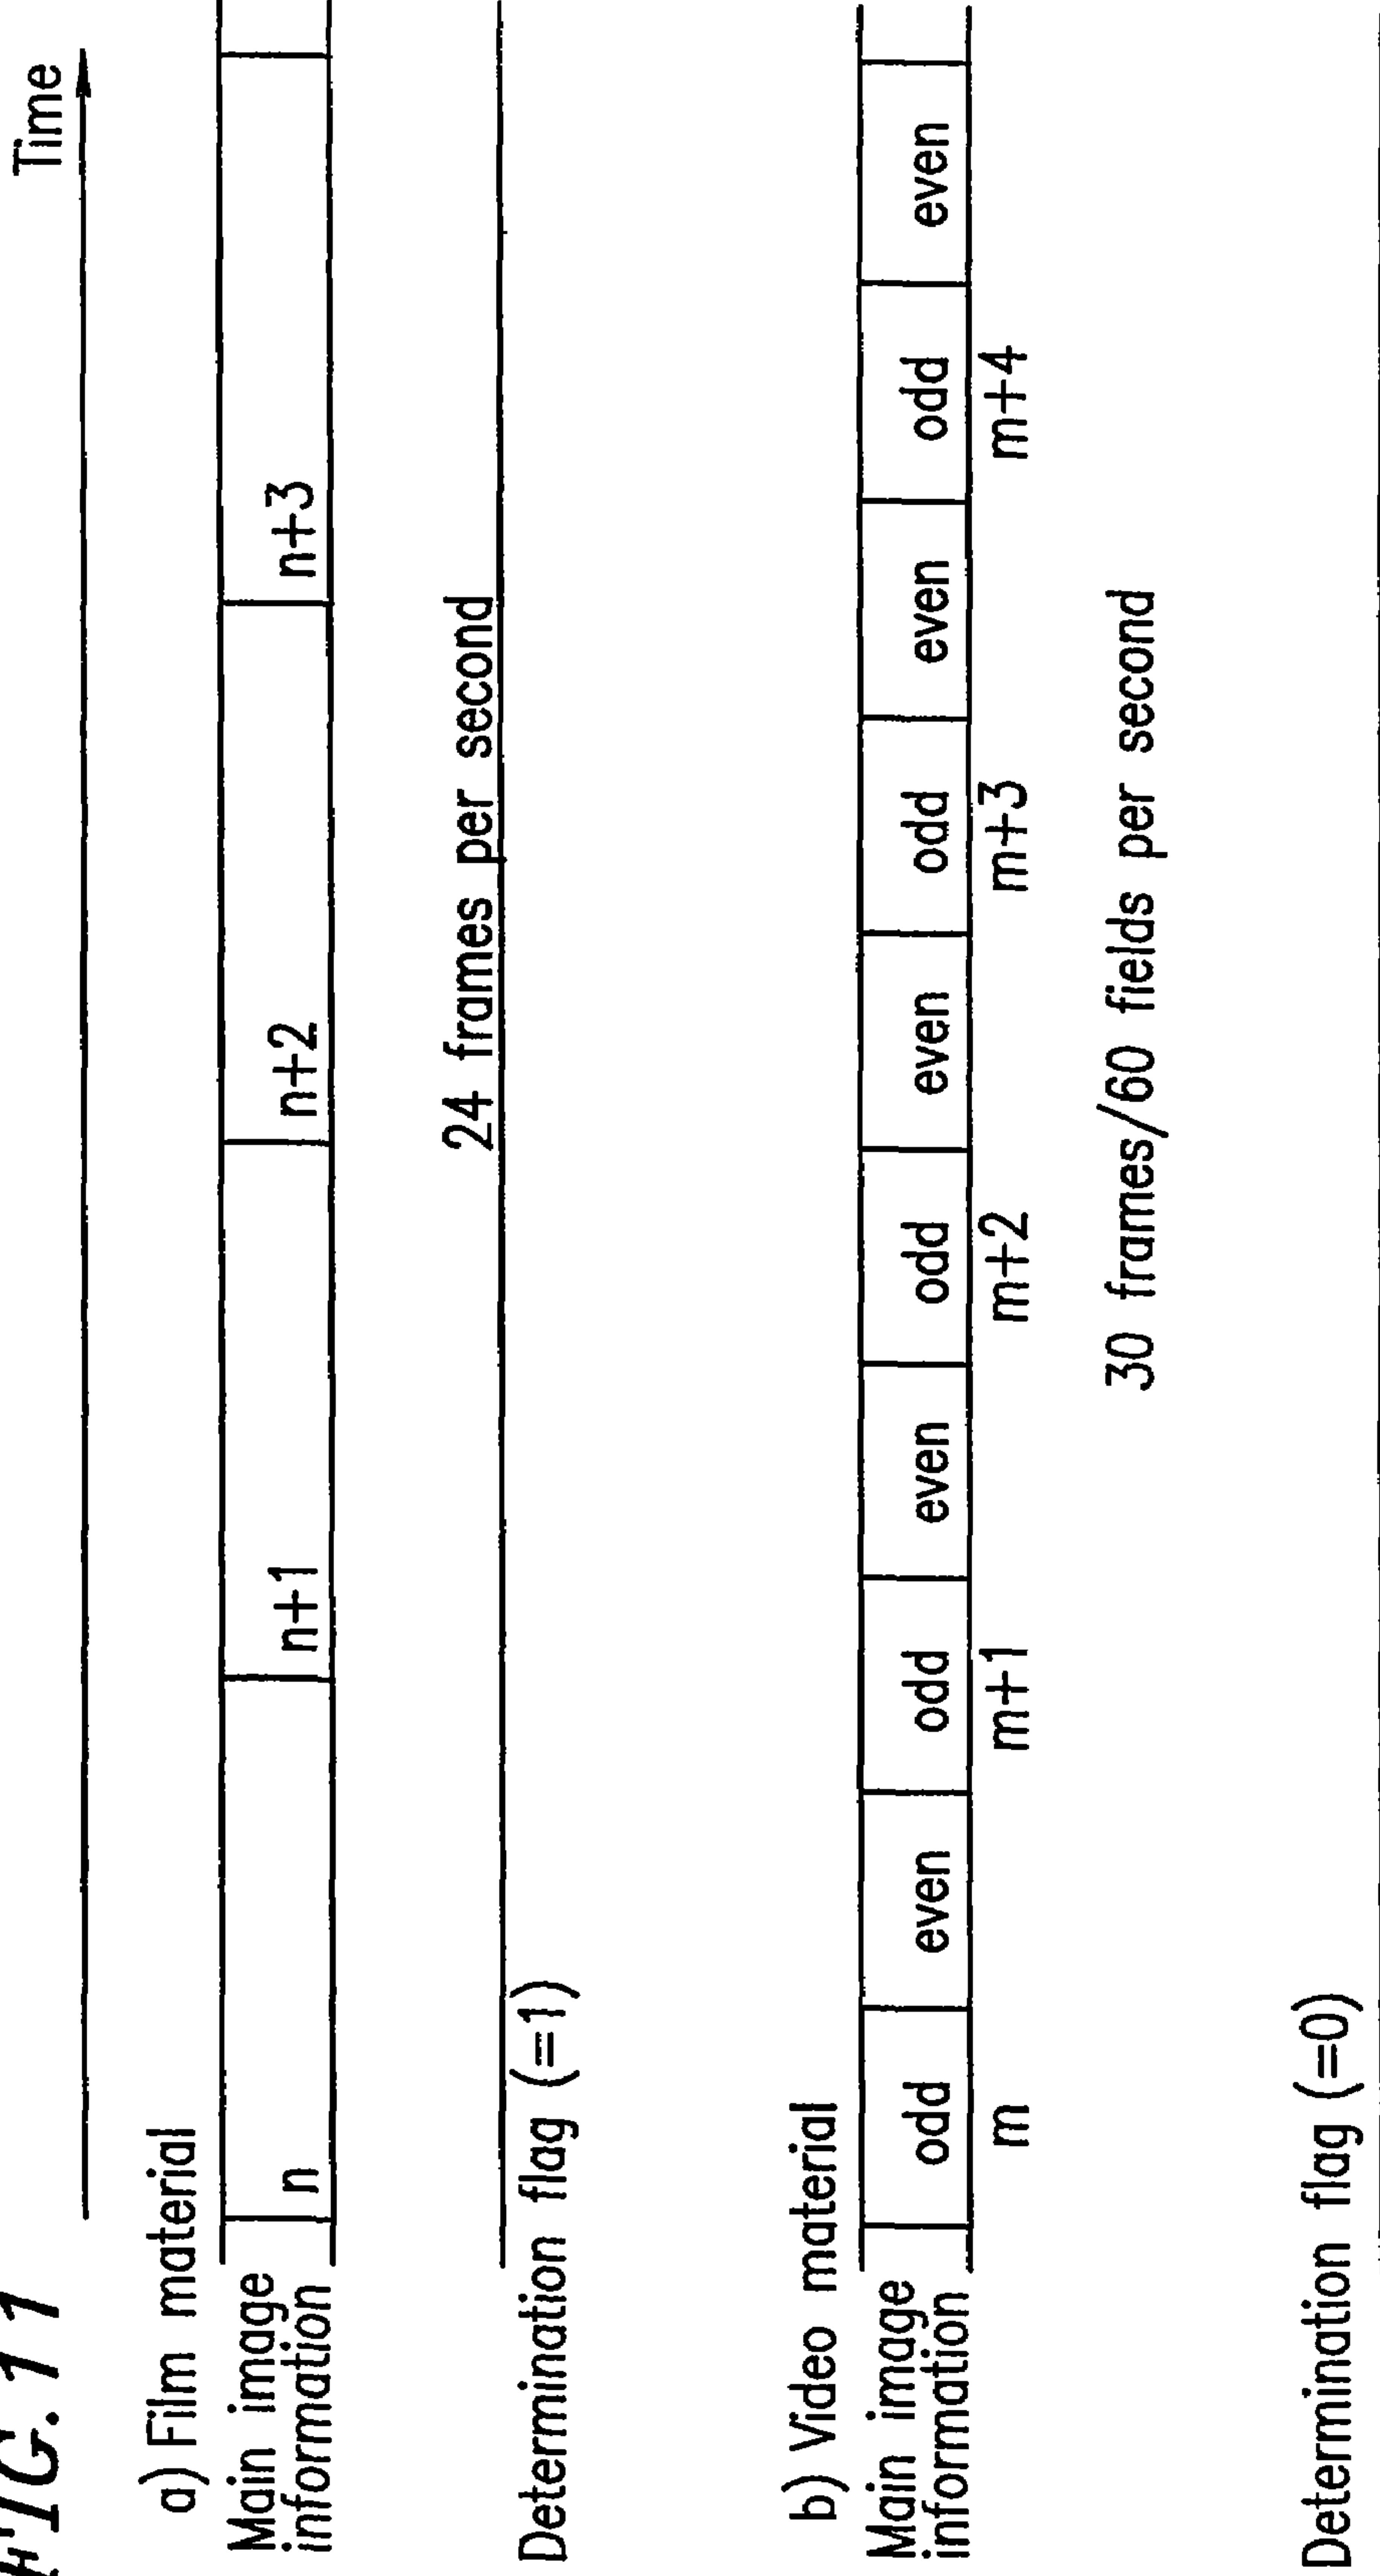 FIG.11
Time
a) Film material
Main image
information
n n+1 n+2 n+3
24 frames per second
Determination flag (=1)
b) Video material
Main image
information
odd even odd even odd even odd even odd even
m m+1 m+2 m+3 m+4
30 frames/60 fields per second
Determination flag (=0)